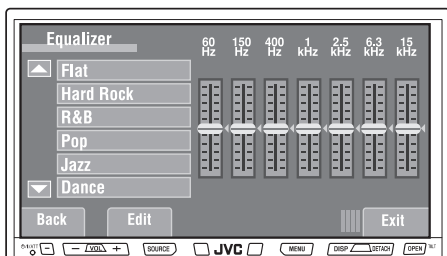 Equalizer
60 Hz 150 Hz 400 Hz 1 kHz 2.5 kHz 6.3 kHz 15 kHz
Flat
Hard Rock
R&B
Pop
Jazz
Dance
Back Edit Exit
− VOL + SOURCE JVC MENU DISP DETACH OPEN TILT